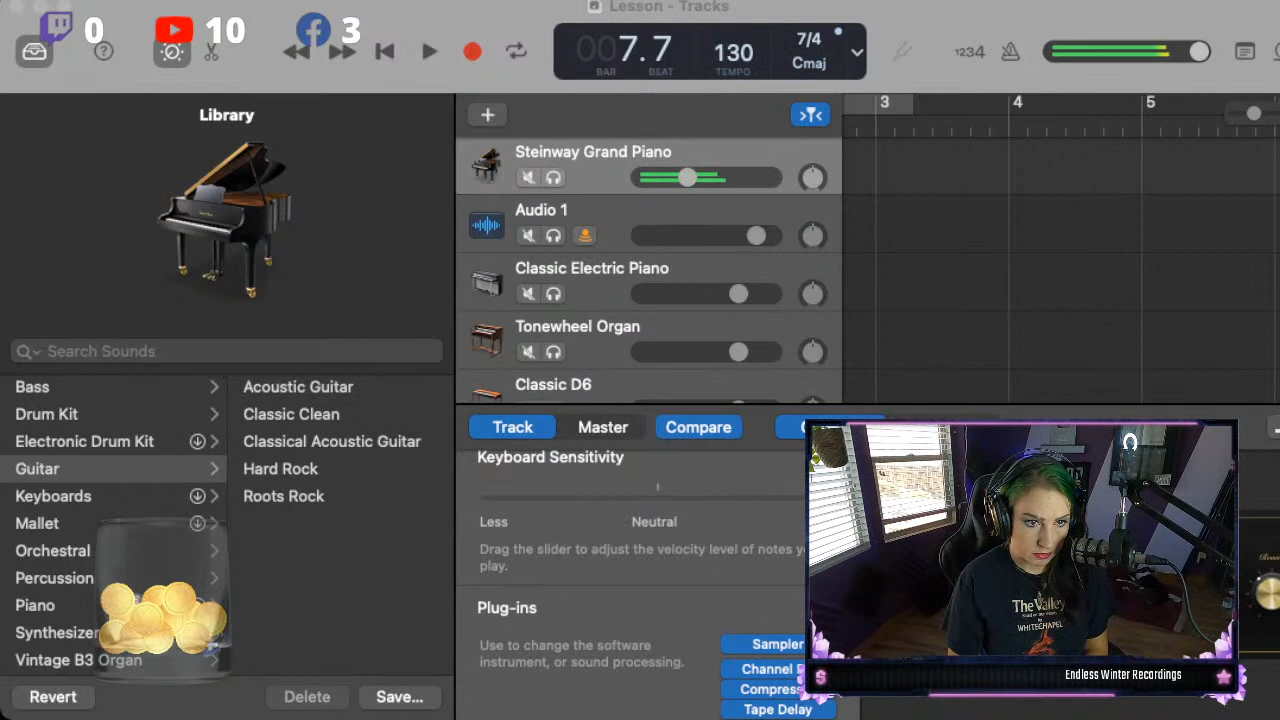 Lesson - Tracks
0
10
3
007.7
BAR
BEAT
130
TEMPO
7/4
Cmaj
1234
Library
3
4
5
Steinway Grand Piano
Audio 1
Classic Electric Piano
Tonewheel Organ
Classic D6
Search Sounds
Bass
Drum Kit
Electronic Drum Kit
Guitar
Keyboards
Mallet
Orchestral
Percussion
Piano
Synthesizer
Vintage B3 Organ
Acoustic Guitar
Classic Clean
Classical Acoustic Guitar
Hard Rock
Roots Rock
Revert
Delete
Save...
Track
Master
Compare
Keyboard Sensitivity
Less
Neutral
Drag the slider to adjust the velocity level of notes y
play.
Plug-ins
Use to change the software
instrument, or sound processing.
Sampler
Channel
Compress
Tape Delay
The Valley
WHITECHAPEL
Endless Winter Recordings